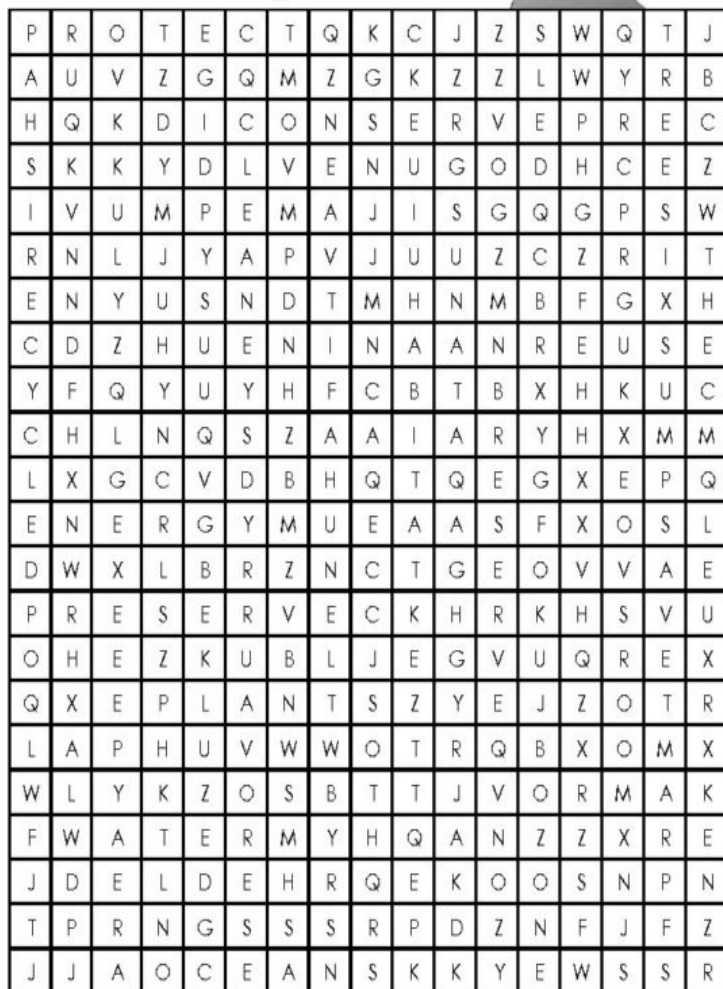 P R O T E C T Q K C J Z S W Q T J
A U V Z G Q M Z G K Z Z L W Y R B
H Q K D I C O N S E R V E P R E C
S K K Y D L V E N U G O D H C E Z
I V U M P E M A J I S G Q G P S W
R N L J Y A P V J U U Z C Z R I T
E N Y U S N D T M H N M B F G X H
C D Z H U E N I N A A N R E U S E
Y F Q Y U Y H F C B T B X H K U C
C H L N Q S Z A A I A R Y H X M M
L X G C V D B H Q T Q E G X E P Q
E N E R G Y M U E A A S F X O S L
D W X L B R Z N C T G E O V V A E
P R E S E R V E C K H R K H S V U
O H E Z K U B L J E G V U Q R E X
Q X E P L A N T S Z Y E J Z O T R
L A P H U V W W O T R Q B X O M X
W L Y K Z O S B T T J V O R M A K
F W A T E R M Y H Q A N Z Z X R E
J D E L D E H R Q E K O O S N P N
T P R N G S S S R P D Z N F J F Z
J J A O C E A N S K K Y E W S S R